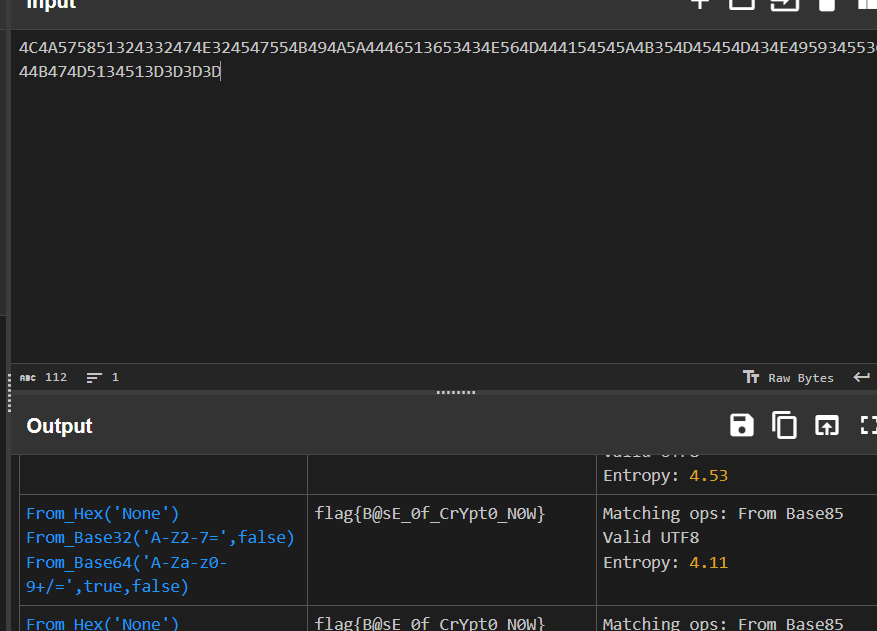 Input
4C4A575851324332474E324547554B494A5A4446513653434E564D444154545A4B354D45454D434E495934553
44B474D5134513D3D3D3D
ABC 112 1
Tт Raw Bytes
Output
Valid UTF8
Entropy: 4.53
From_Hex('None') flag{B@sE_0f_CrYpt0_N0W} Matching ops: From Base85
From_Base32('A-Z2-7=',false) Valid UTF8
From_Base64('A-Za-z0- Entropy: 4.11
9+/=',true,false)
From_Hex('None') flag{B@sE_0f_CrYpt0_N0W} Matching ops: From Base85